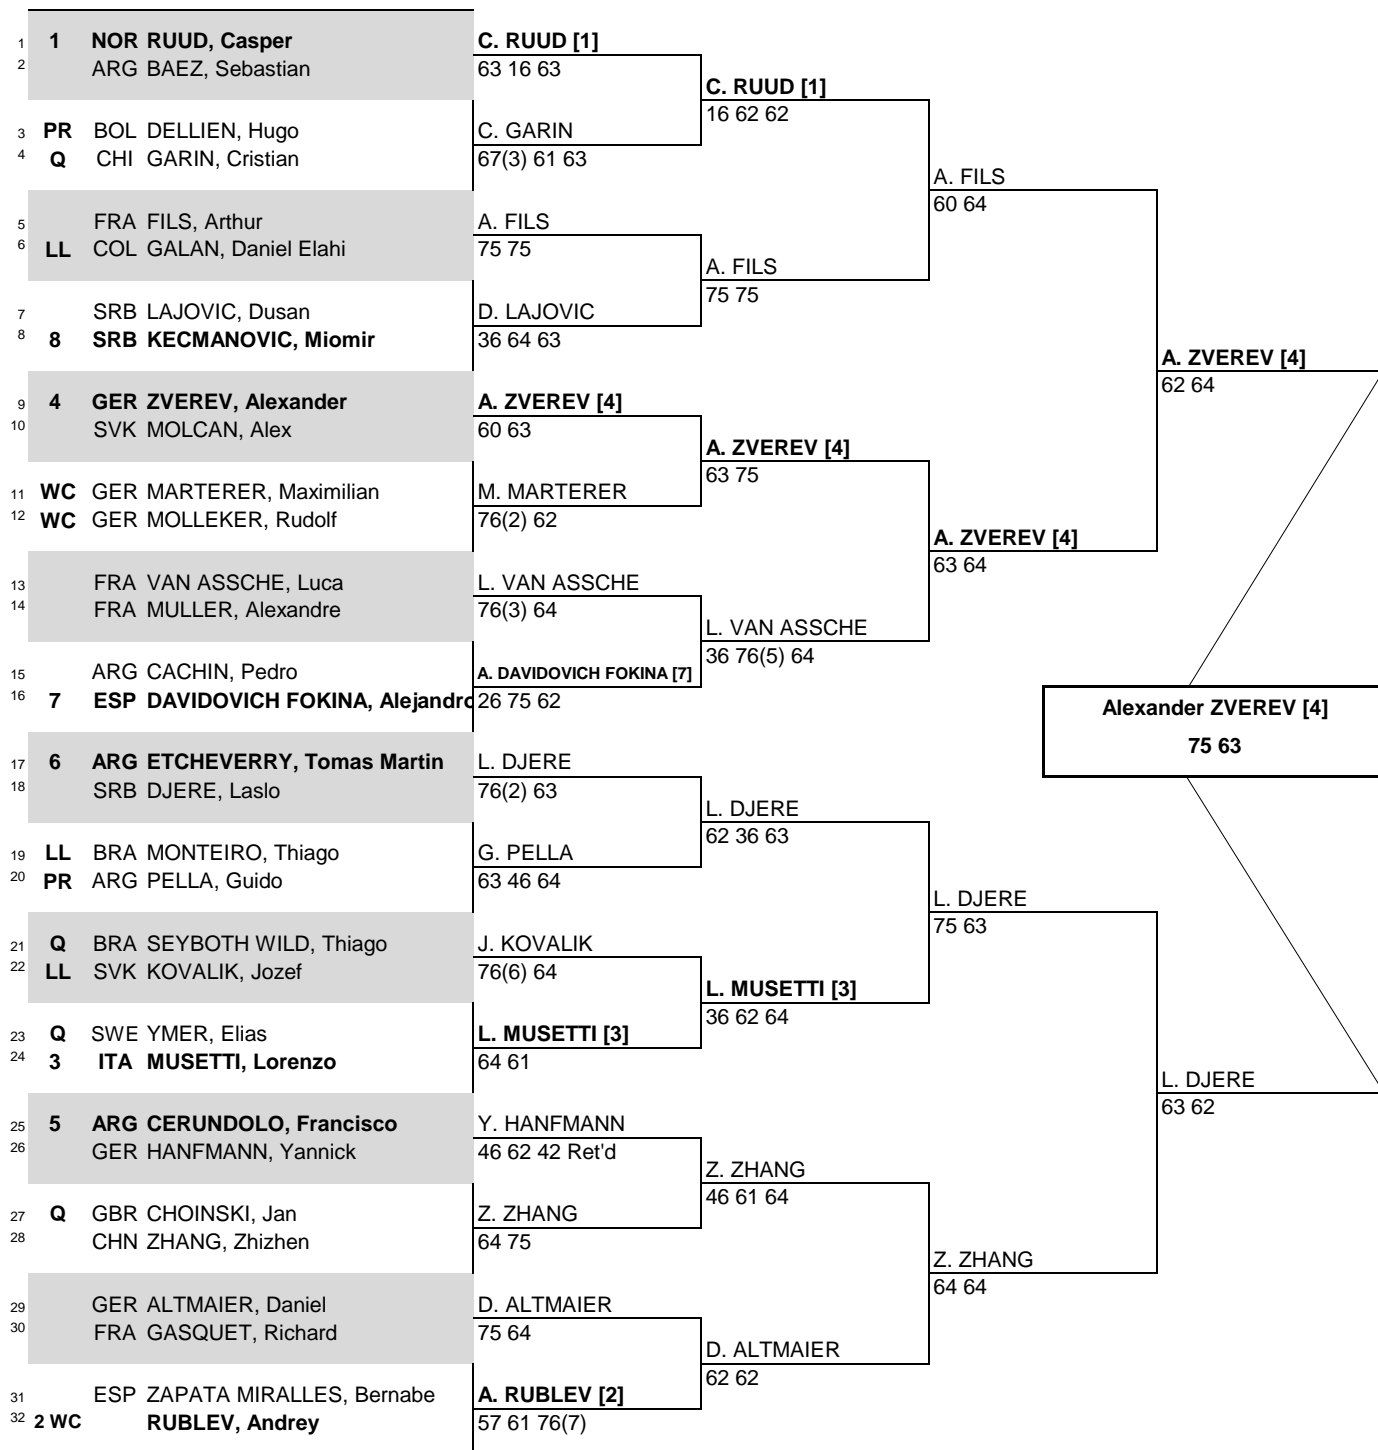 1 1 NOR RUUD, Casper
2 ARG BAEZ, Sebastian
3 PR BOL DELLIEN, Hugo
4 Q CHI GARIN, Cristian
5 FRA FILS, Arthur
6 LL COL GALAN, Daniel Elahi
7 SRB LAJOVIC, Dusan
8 8 SRB KECMANOVIC, Miomir
9 4 GER ZVEREV, Alexander
10 SVK MOLCAN, Alex
11 WC GER MARTERER, Maximilian
12 WC GER MOLLEKER, Rudolf
13 FRA VAN ASSCHE, Luca
14 FRA MULLER, Alexandre
15 ARG CACHIN, Pedro
16 7 ESP DAVIDOVICH FOKINA, Alejandro
17 6 ARG ETCHEVERRY, Tomas Martin
18 SRB DJERE, Laslo
19 LL BRA MONTEIRO, Thiago
20 PR ARG PELLA, Guido
21 Q BRA SEYBOTH WILD, Thiago
22 LL SVK KOVALIK, Jozef
23 Q SWE YMER, Elias
24 3 ITA MUSETTI, Lorenzo
25 5 ARG CERUNDOLO, Francisco
26 GER HANFMANN, Yannick
27 Q GBR CHOINSKI, Jan
28 CHN ZHANG, Zhizhen
29 GER ALTMAIER, Daniel
30 FRA GASQUET, Richard
31 ESP ZAPATA MIRALLES, Bernabe
32 2 WC RUBLEV, Andrey
C. RUUD [1]
63 16 63
C. GARIN
67(3) 61 63
A. FILS
75 75
D. LAJOVIC
36 64 63
A. ZVEREV [4]
60 63
M. MARTERER
76(2) 62
L. VAN ASSCHE
76(3) 64
A. DAVIDOVICH FOKINA [7]
26 75 62
L. DJERE
76(2) 63
G. PELLA
63 46 64
J. KOVALIK
76(6) 64
L. MUSETTI [3]
64 61
Y. HANFMANN
46 62 42 Ret'd
Z. ZHANG
64 75
D. ALTMAIER
75 64
A. RUBLEV [2]
57 61 76(7)
C. RUUD [1]
16 62 62
A. FILS
75 75
A. ZVEREV [4]
63 75
L. VAN ASSCHE
36 76(5) 64
L. DJERE
62 36 63
L. MUSETTI [3]
36 62 64
Z. ZHANG
46 61 64
D. ALTMAIER
62 62
A. FILS
60 64
A. ZVEREV [4]
63 64
L. DJERE
75 63
Z. ZHANG
64 64
A. ZVEREV [4]
62 64
L. DJERE
63 62
Alexander ZVEREV [4]
75 63